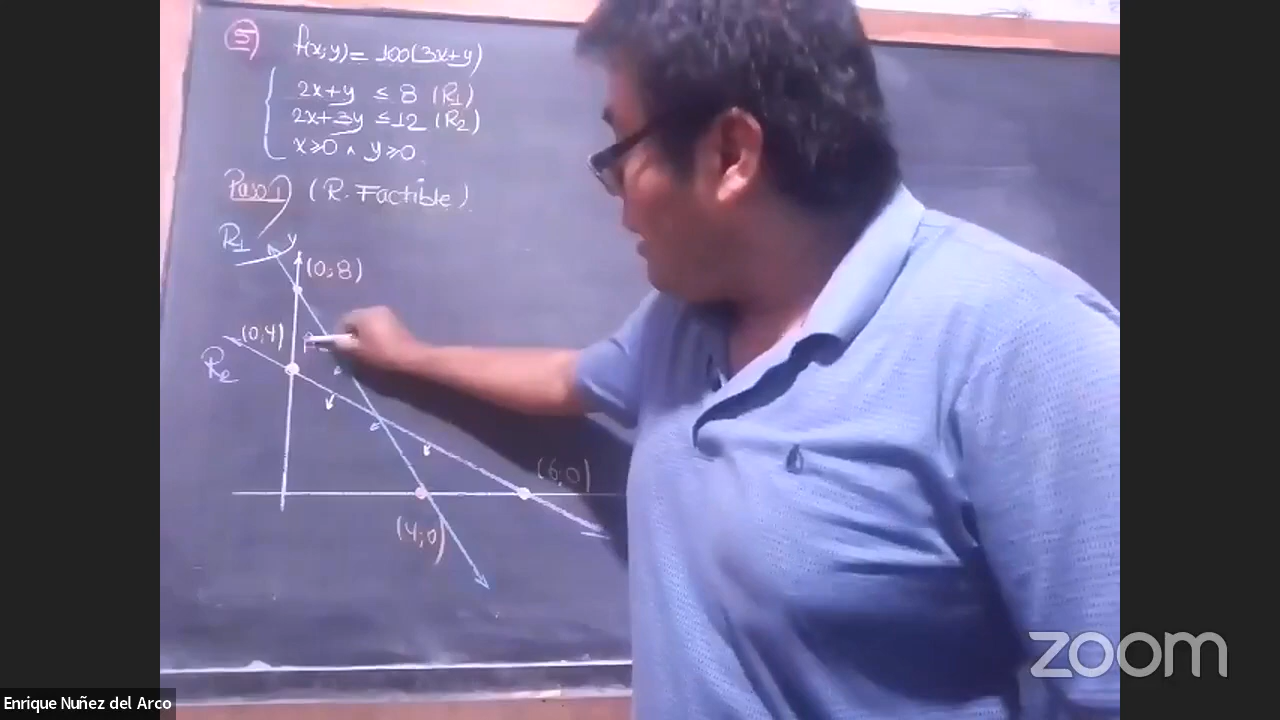 5 f(x;y) = 100(3x+y)
2x+y ≤ 8 (R1)
2x+3y ≤ 12 (R2)
x≥0 ∧ y≥0
Paso 1) (R. Factible)
R1 y
(0;8)
(0;4)
R2
(6;0)
(4;0)
zoom
Enrique Nuñez del Arco